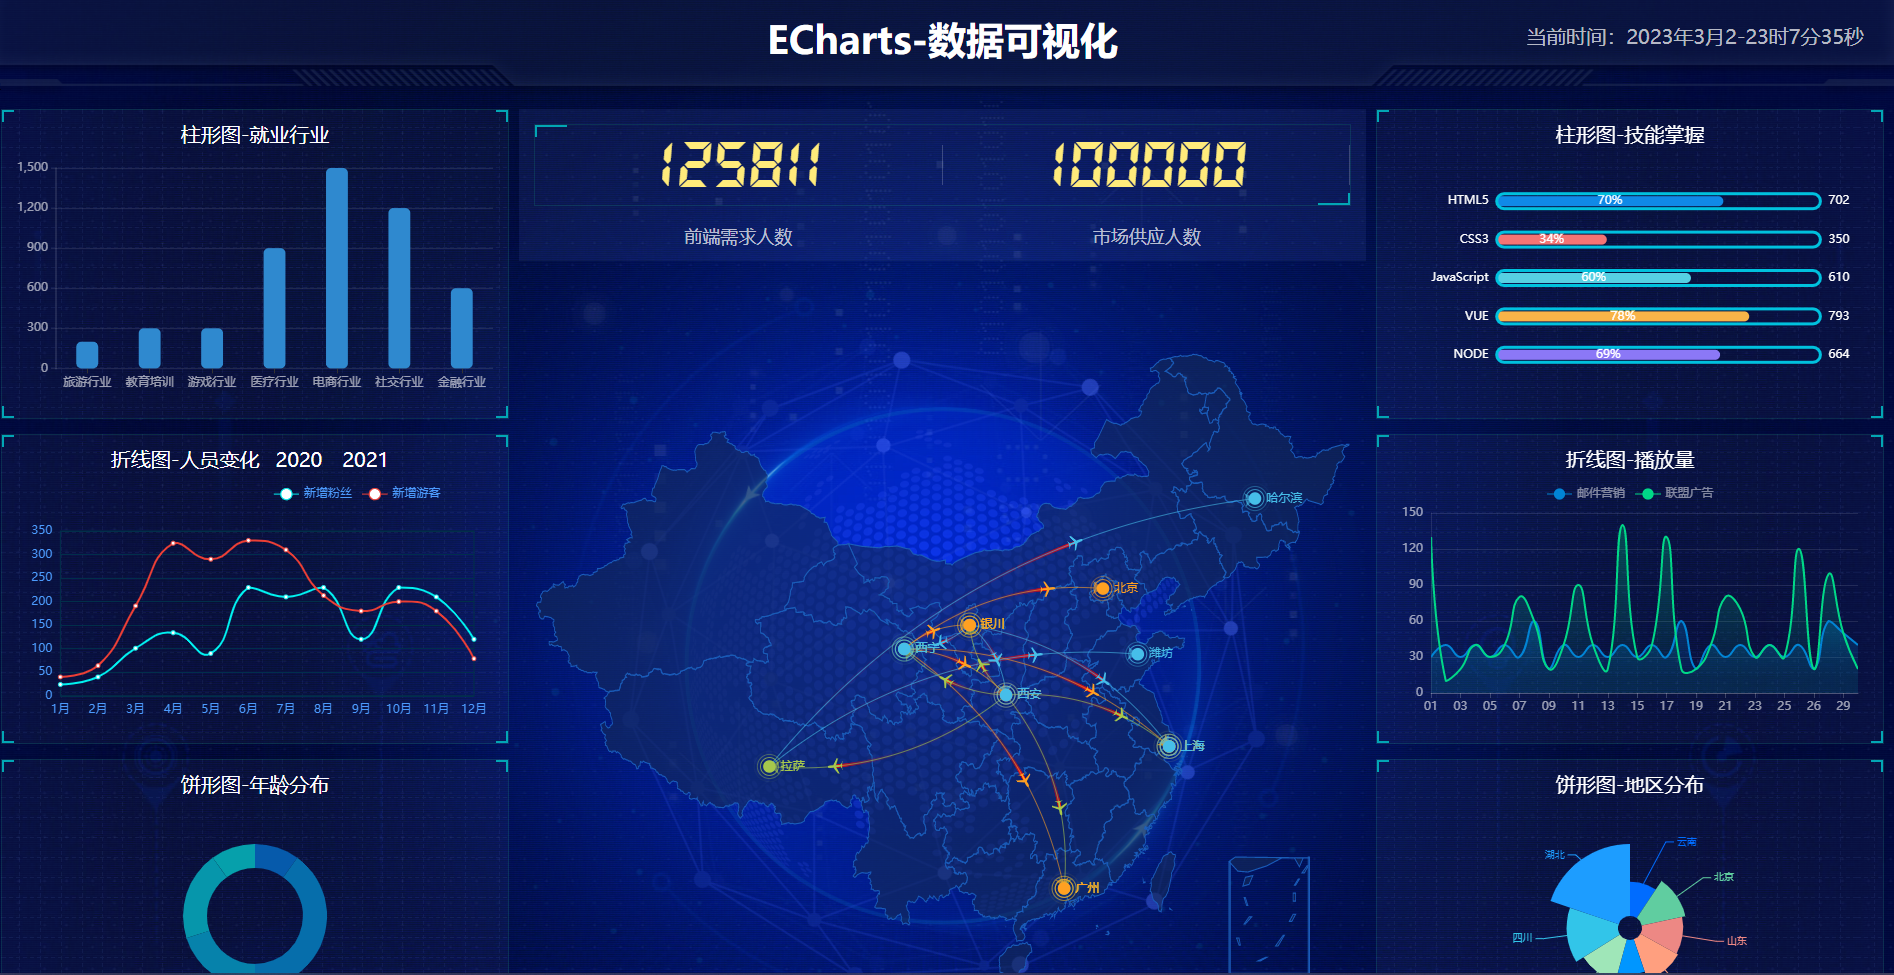 ECharts-数据可视化
当前时间：2023年3月2-23时7分35秒
柱形图-就业行业
1,500
1,200
900
600
300
0
旅游行业 教育培训 游戏行业 医疗行业 电商行业 社交行业 金融行业
折线图-人员变化 2020 2021
新增粉丝 新增游客
350
300
250
200
150
100
50
0
1月 2月 3月 4月 5月 6月 7月 8月 9月 10月 11月 12月
饼形图-年龄分布
125811 100000
前端需求人数 市场供应人数
哈尔滨
北京
银川
西宁
潍坊
西安
上海
拉萨
广州
柱形图-技能掌握
HTML5 70% 702
CSS3 34% 350
JavaScript 60% 610
VUE 78% 793
NODE 69% 664
折线图-播放量
邮件营销 联盟广告
150
120
90
60
30
0
01 03 05 07 09 11 13 15 17 19 21 23 25 26 29
饼形图-地区分布
云南
湖北
北京
四川
山东